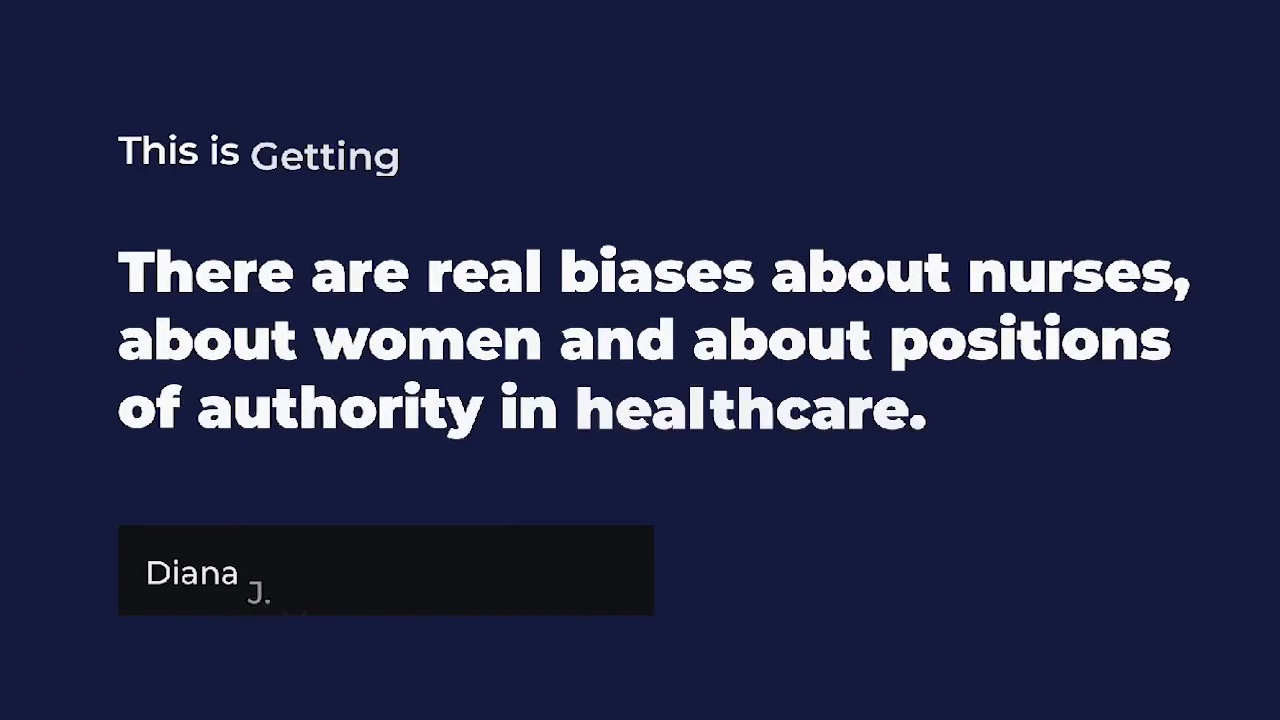 This is Getting
There are real biases about nurses,
about women and about positions
of authority in healthcare.
Diana J.